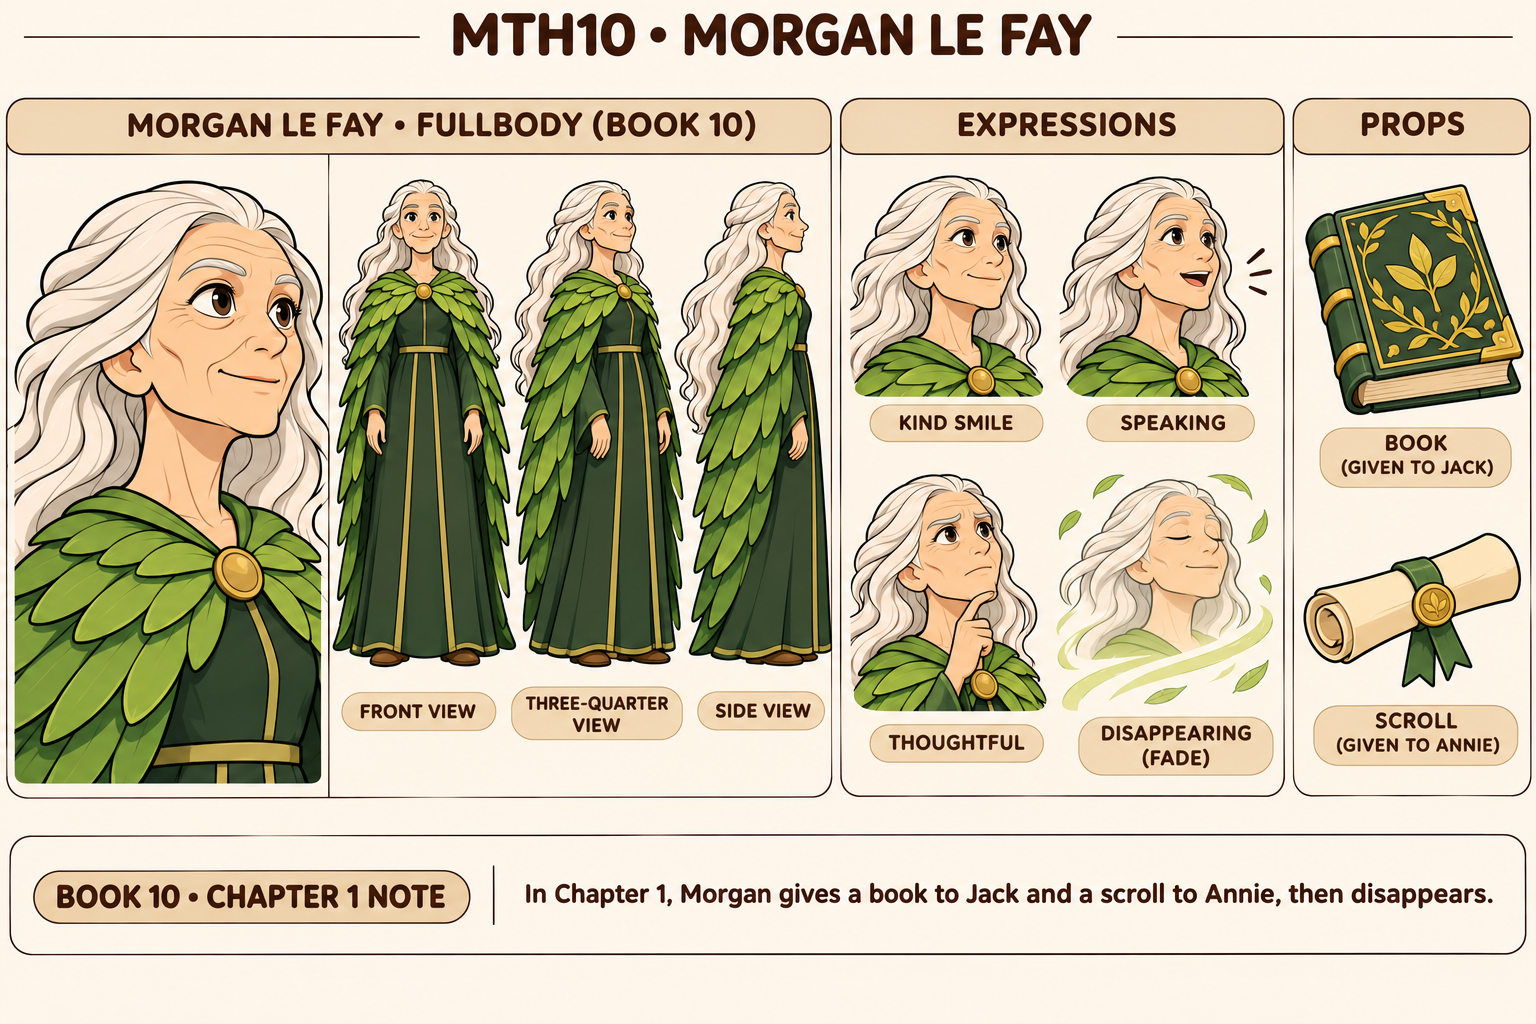 MTH10 • MORGAN LE FAY
MORGAN LE FAY • FULLBODY (BOOK 10)
FRONT VIEW
THREE-QUARTER
VIEW
SIDE VIEW
EXPRESSIONS
KIND SMILE
SPEAKING
THOUGHTFUL
DISAPPEARING
(FADE)
PROPS
BOOK
(GIVEN TO JACK)
SCROLL
(GIVEN TO ANNIE)
BOOK 10 • CHAPTER 1 NOTE
In Chapter 1, Morgan gives a book to Jack and a scroll to Annie, then disappears.